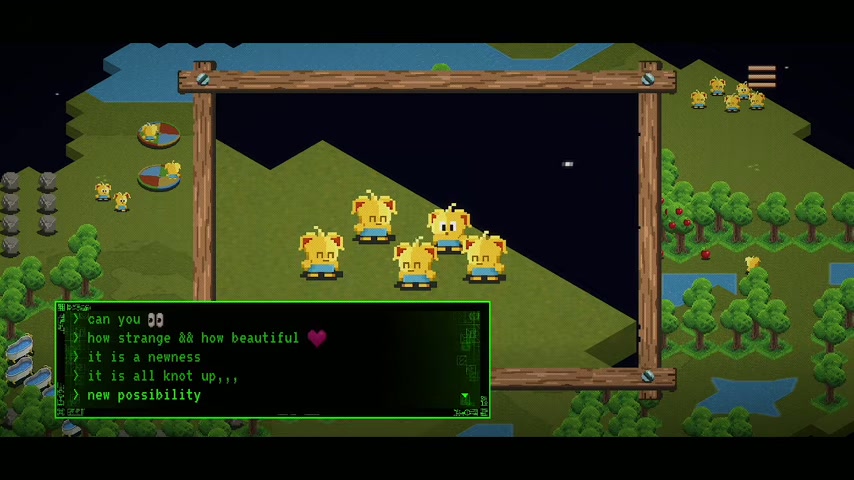 > can you 👀
> how strange && how beautiful ❤
> it is a newness
> it is all knot up,,,
> new possibility